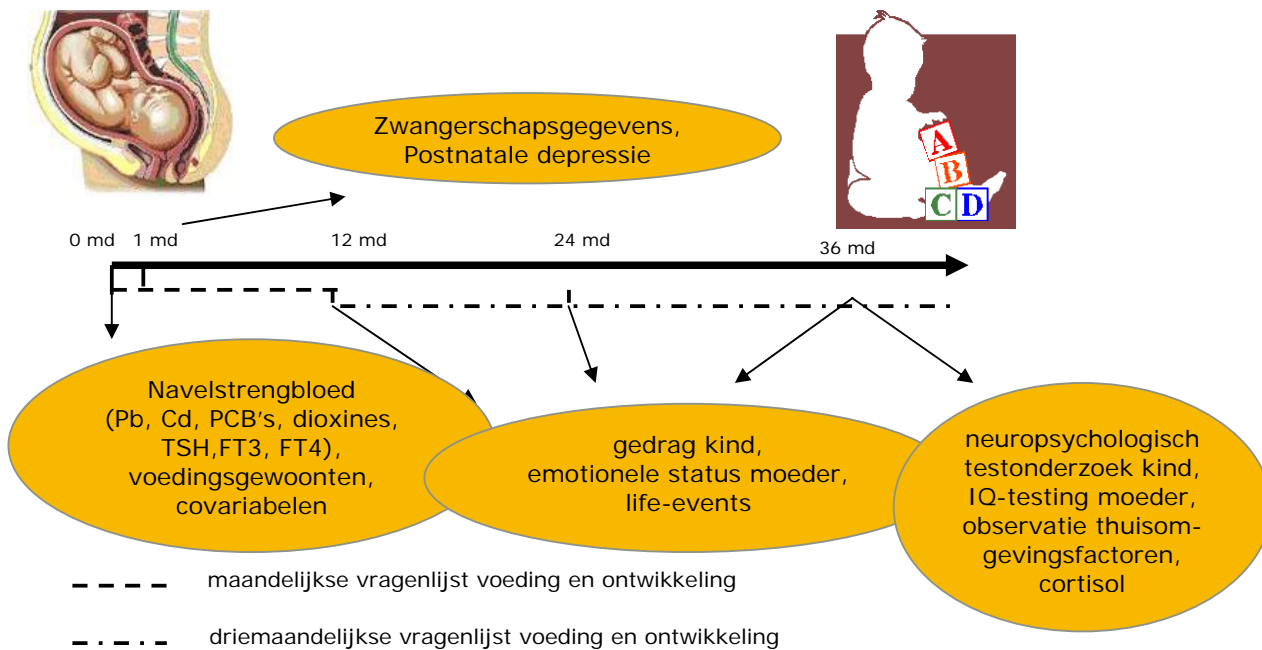 Zwangerschapsgegevens,
Postnatale depressie
A
B
C D
0 md 1 md 12 md 24 md 36 md
Navelstrengbloed
(Pb, Cd, PCB's, dioxines,
TSH,FT3, FT4),
voedingsgewoonten,
covariabelen
gedrag kind,
emotionele status moeder,
life-events
neuropsychologisch
testonderzoek kind,
IQ-testing moeder,
observatie thuisom-
gevingsfactoren,
cortisol
maandelijkse vragenlijst voeding en ontwikkeling
driemaandelijkse vragenlijst voeding en ontwikkeling